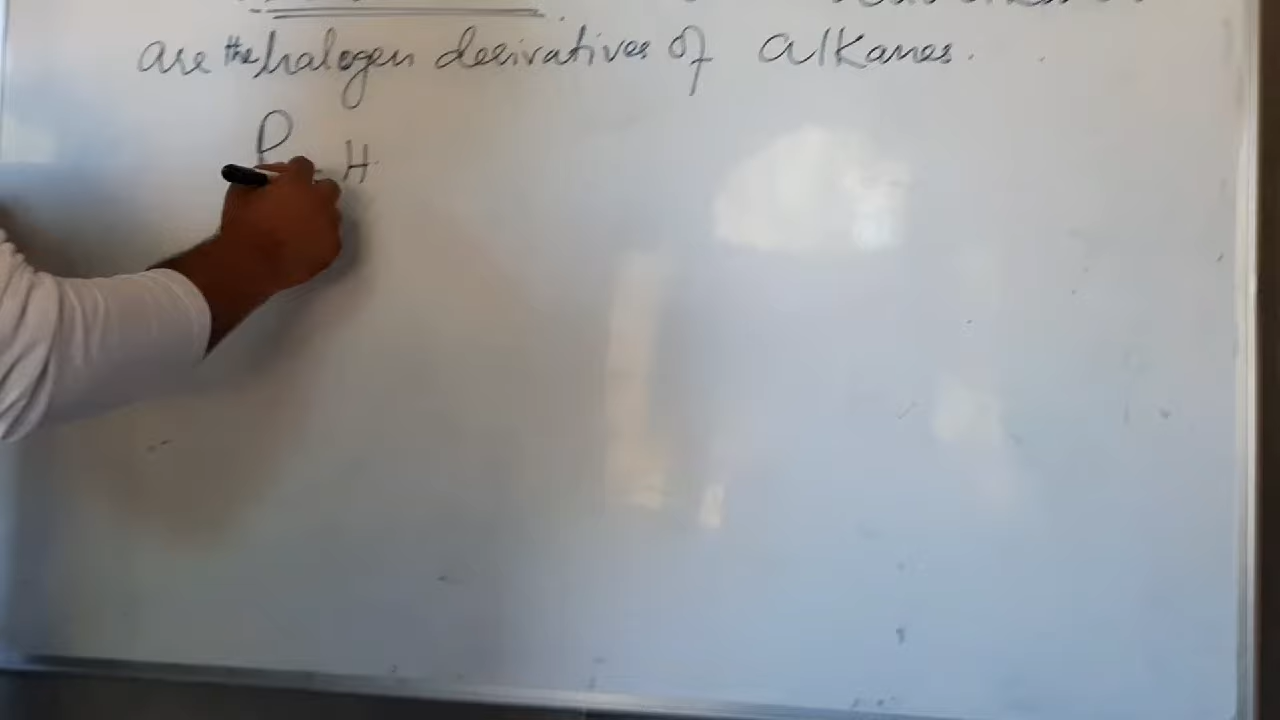 are the halogen derivatives of alkanes.
R - H